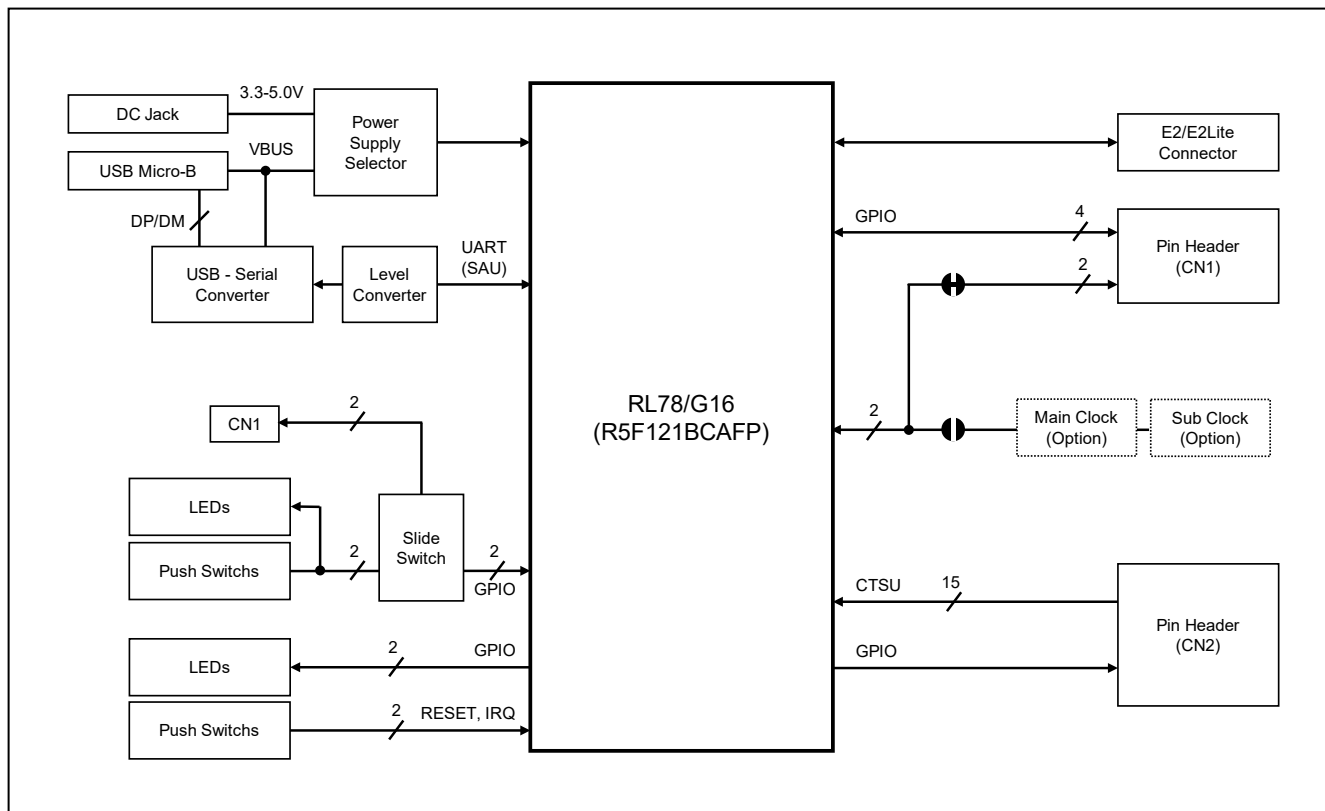 3.3-5.0V
DC Jack
Power
Supply
Selector
VBUS
USB Micro-B
DP/DM
USB - Serial
Converter
Level
Converter
UART
(SAU)
2
CN1
LEDs
Push Switchs
2
Slide
Switch
2
GPIO
LEDs
2
GPIO
Push Switchs
2
RESET, IRQ
RL78/G16
(R5F121BCAFP)
E2/E2Lite
Connector
GPIO
4
2
Pin Header
(CN1)
2
Main Clock
(Option)
Sub Clock
(Option)
CTSU
15
GPIO
Pin Header
(CN2)